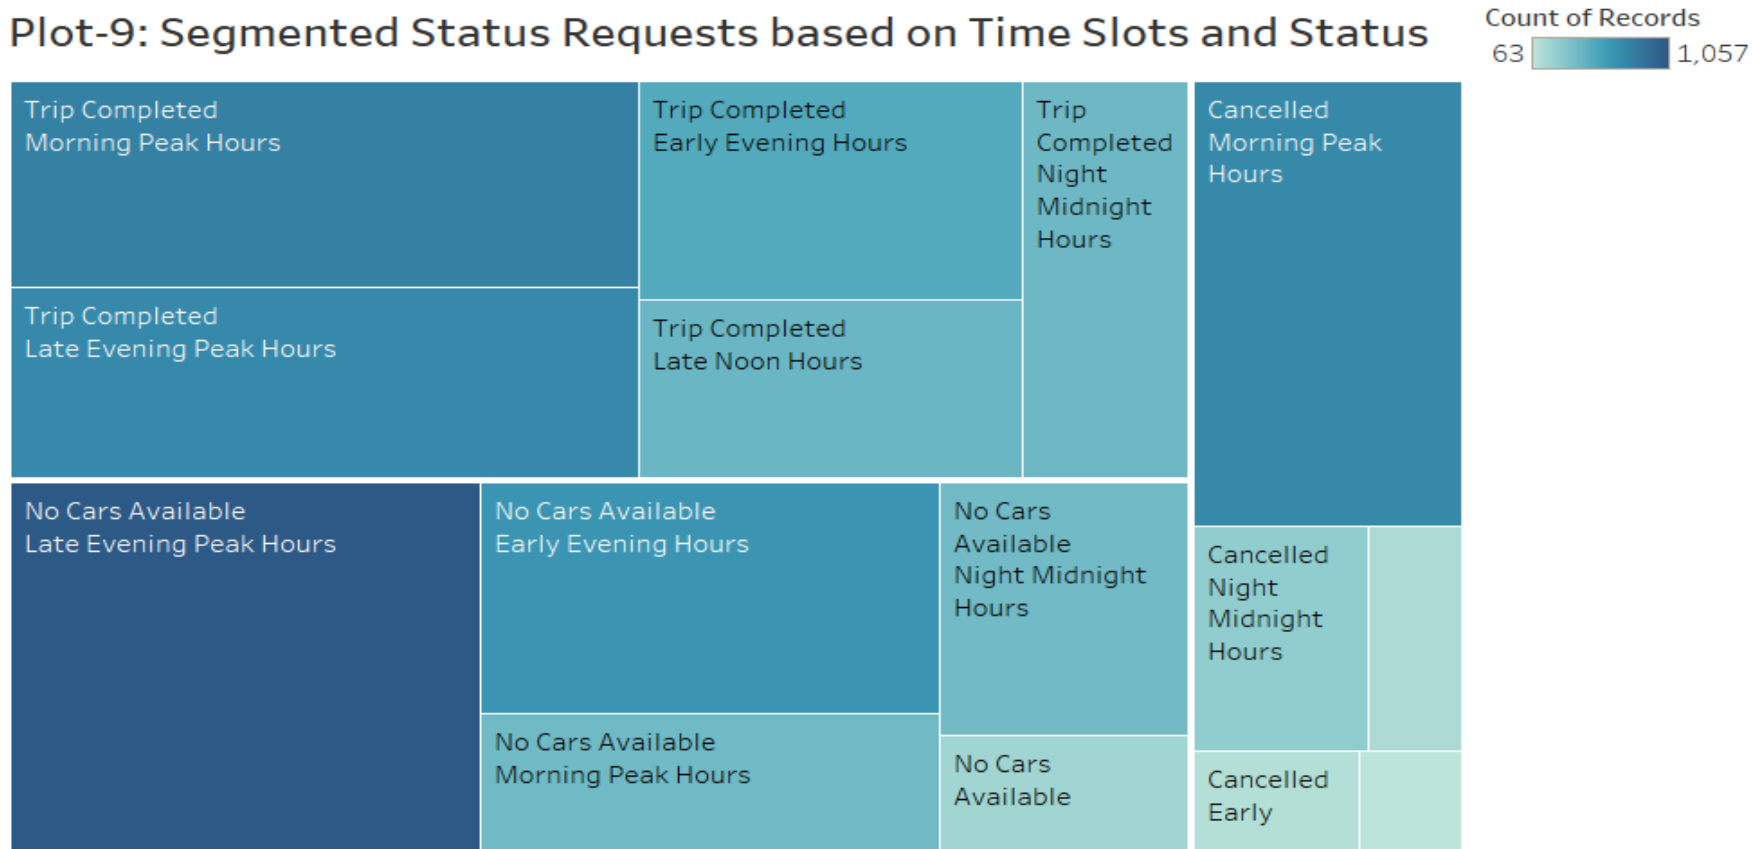 Plot-9: Segmented Status Requests based on Time Slots and Status
Count of Records
63 1,057
Trip Completed
Morning Peak Hours
Trip Completed
Early Evening Hours
Trip
Completed
Night
Midnight
Hours
Cancelled
Morning Peak
Hours
Trip Completed
Late Evening Peak Hours
Trip Completed
Late Noon Hours
No Cars Available
Late Evening Peak Hours
No Cars Available
Early Evening Hours
No Cars
Available
Night Midnight
Hours
Cancelled
Night
Midnight
Hours
No Cars Available
Morning Peak Hours
No Cars
Available
Cancelled
Early